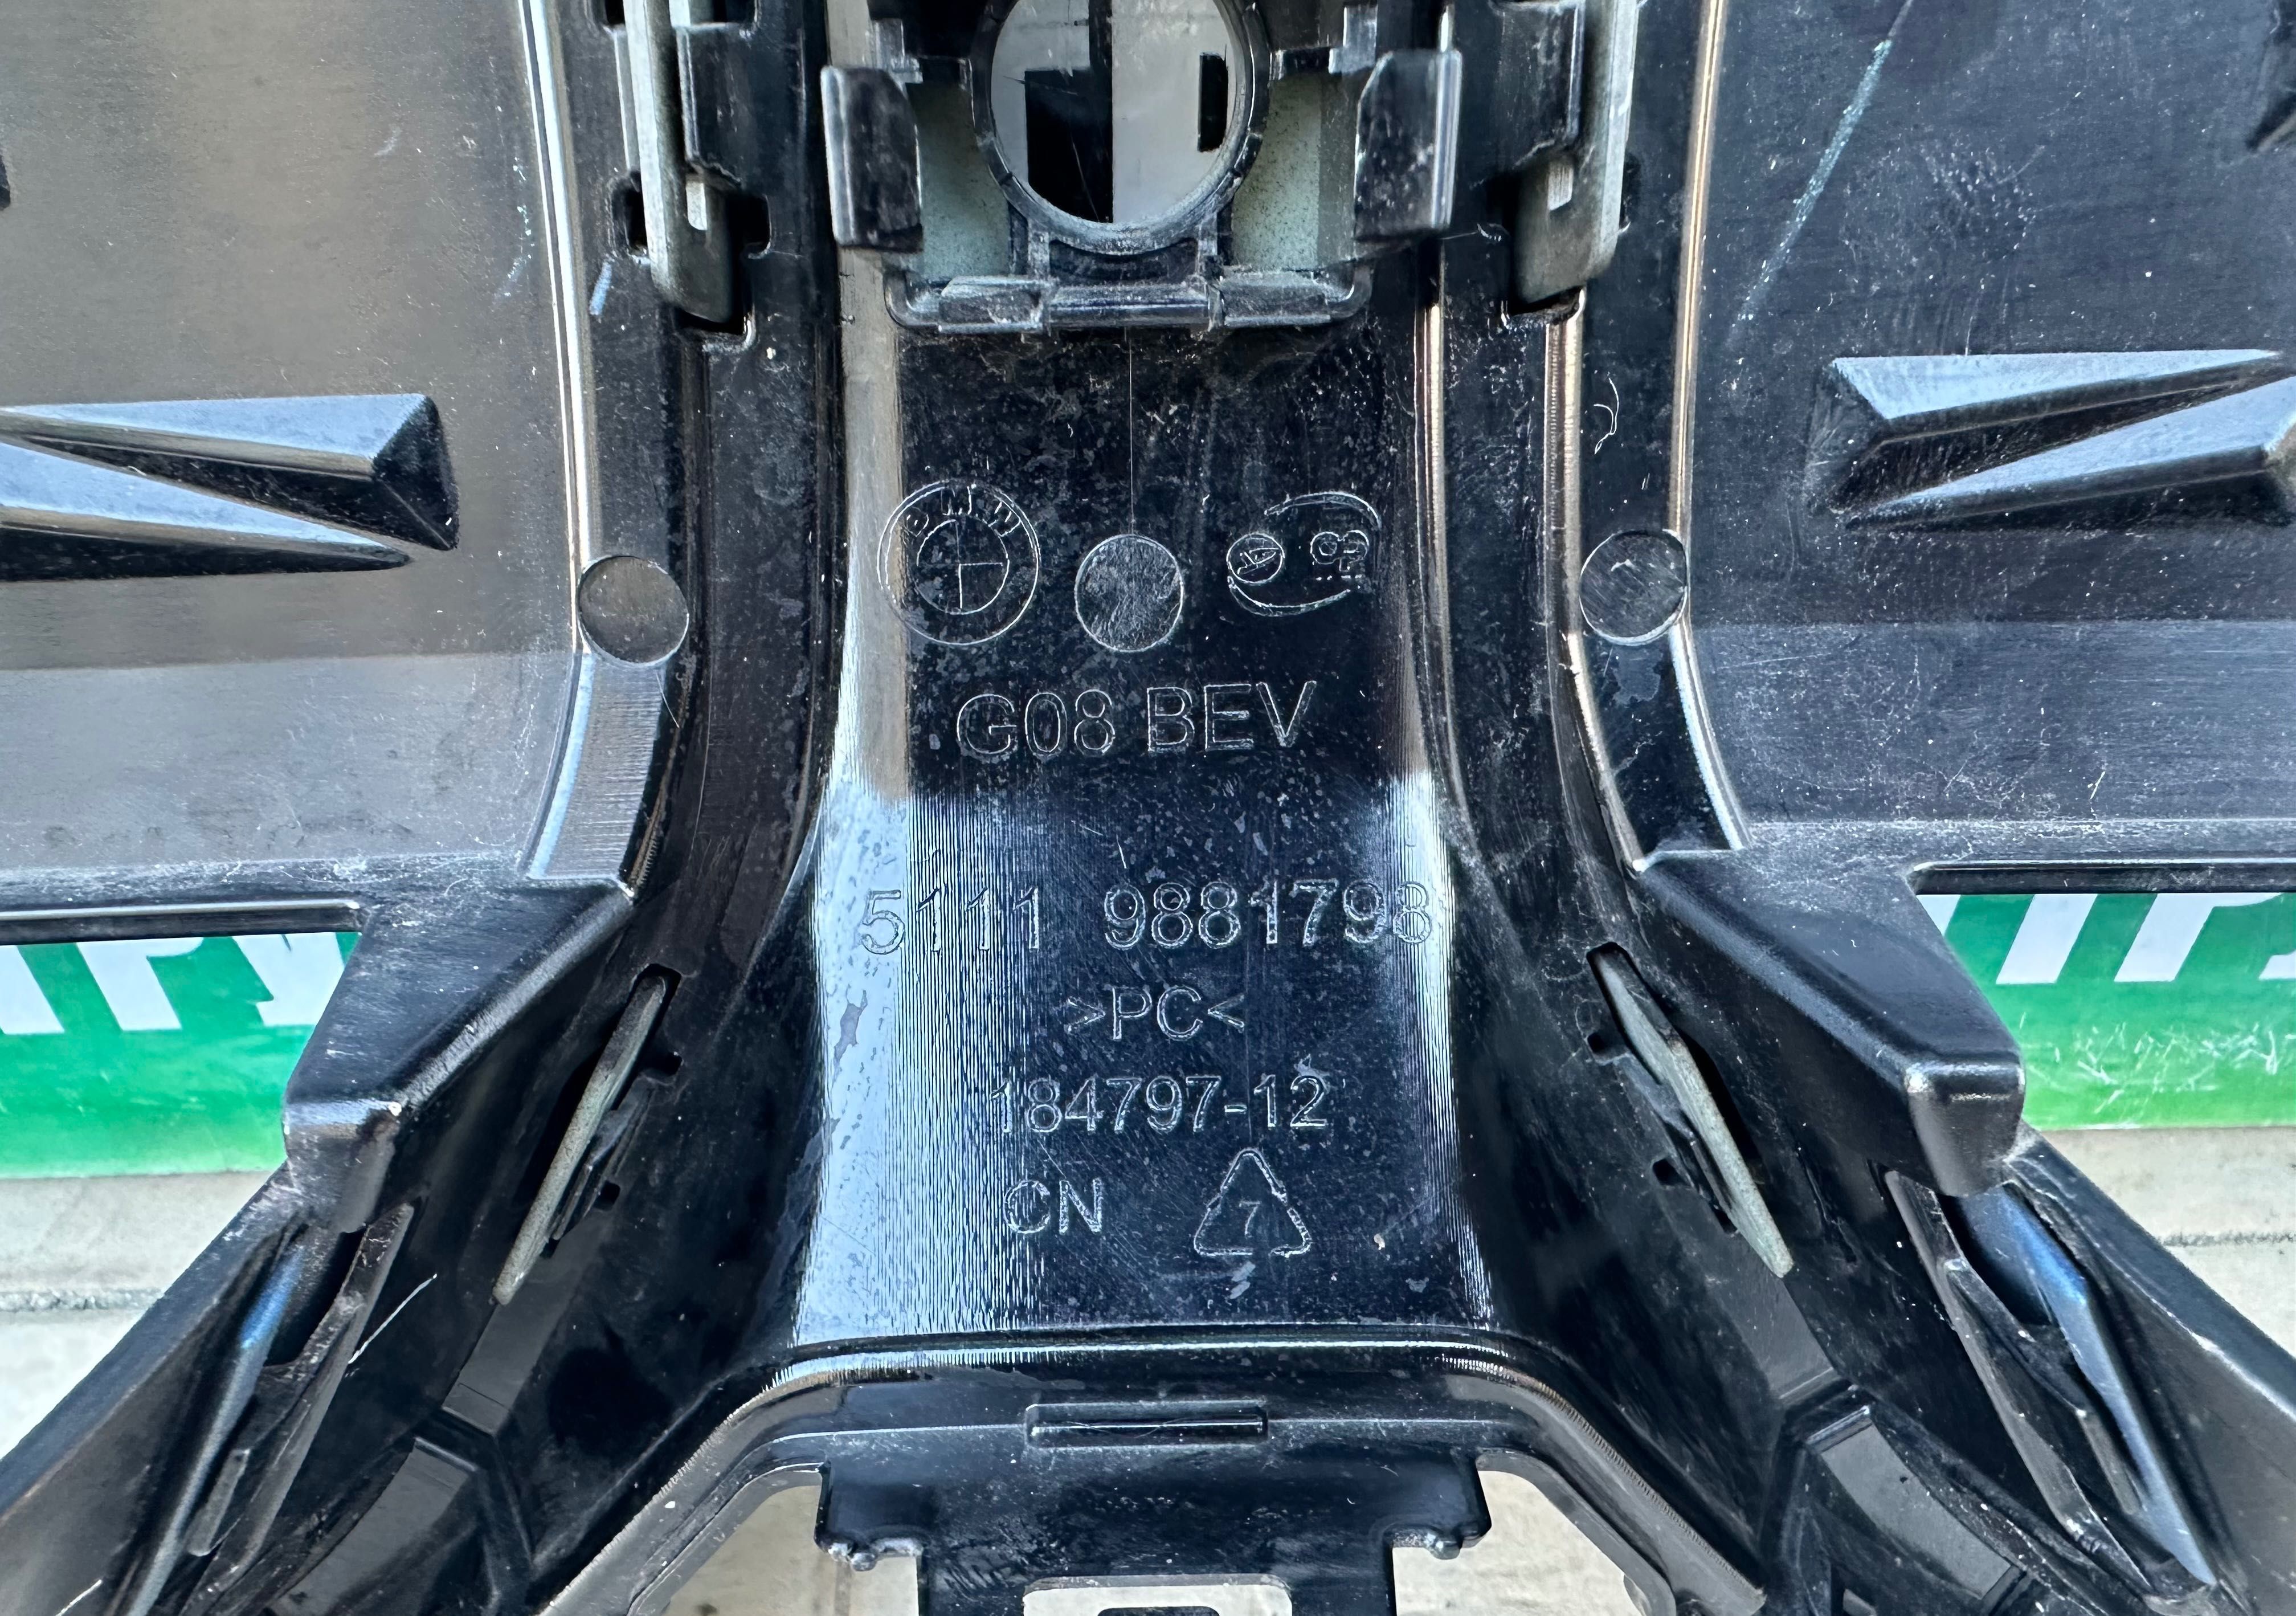 BMW
G08 BEV
5111 9881798
>PC<
184797-12
CN 7